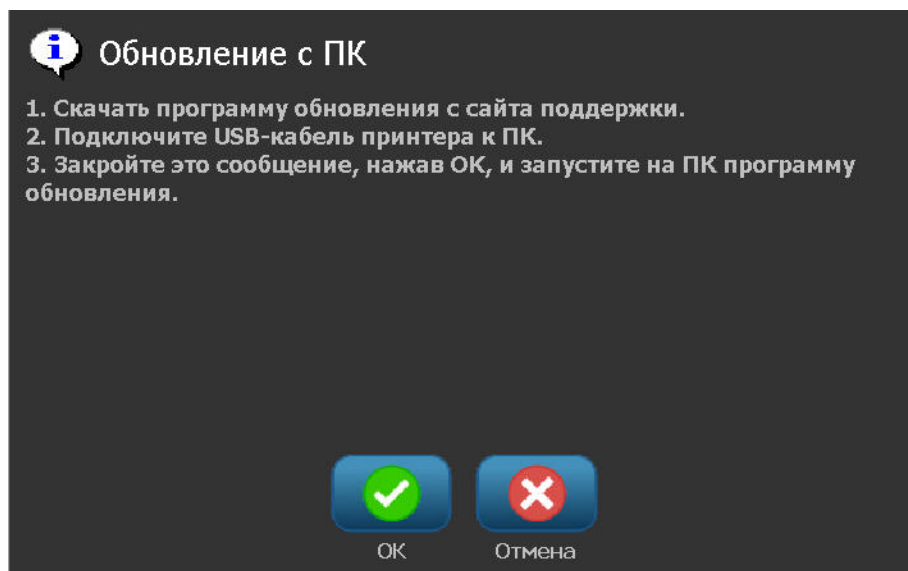 Обновление с ПК
1. Скачать программу обновления с сайта поддержки.
2. Подключите USB-кабель принтера к ПК.
3. Закройте это сообщение, нажав OK, и запустите на ПК программу
обновления.
OK Отмена